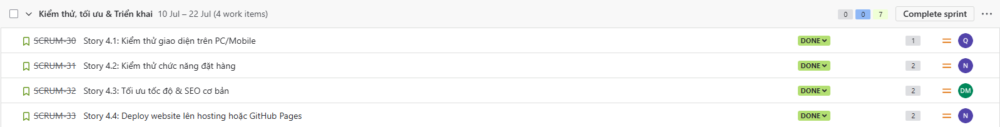 Kiểm thử, tối ưu & Triển khai 10 Jul – 22 Jul (4 work items) 0 0 7 Complete sprint
SCRUM-30 Story 4.1: Kiểm thử giao diện trên PC/Mobile DONE 1 Q
SCRUM-31 Story 4.2: Kiểm thử chức năng đặt hàng DONE 2 N
SCRUM-32 Story 4.3: Tối ưu tốc độ & SEO cơ bản DONE 2 DM
SCRUM-33 Story 4.4: Deploy website lên hosting hoặc GitHub Pages DONE 2 N